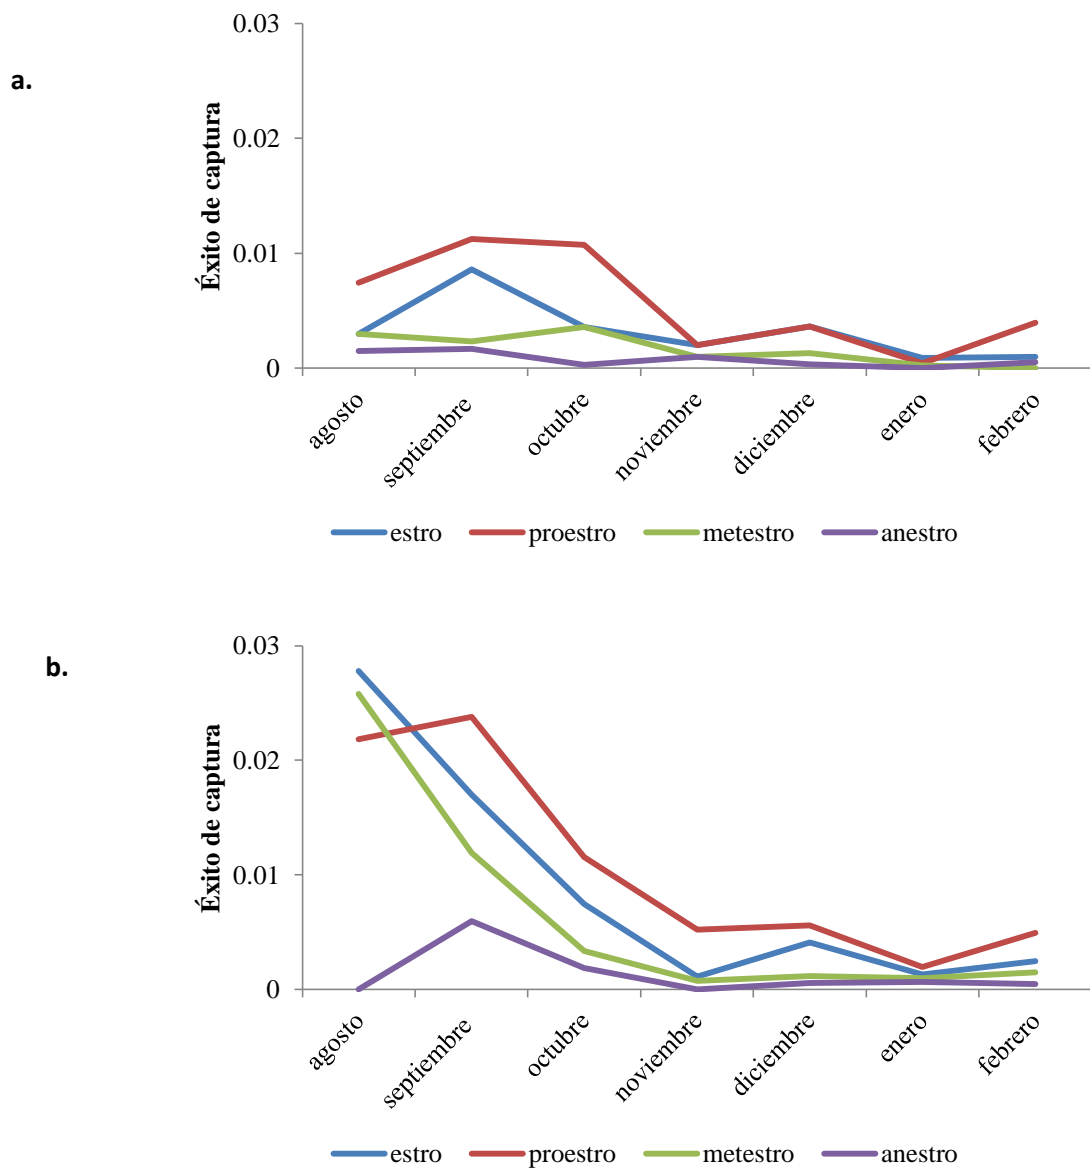 a.
Éxito de captura
0.03
0.02
0.01
0
agosto
septiembre
octubre
noviembre
diciembre
enero
febrero
estro proestro metestro anestro
b.
Éxito de captura
0.03
0.02
0.01
0
agosto
septiembre
octubre
noviembre
diciembre
enero
febrero
estro proestro metestro anestro